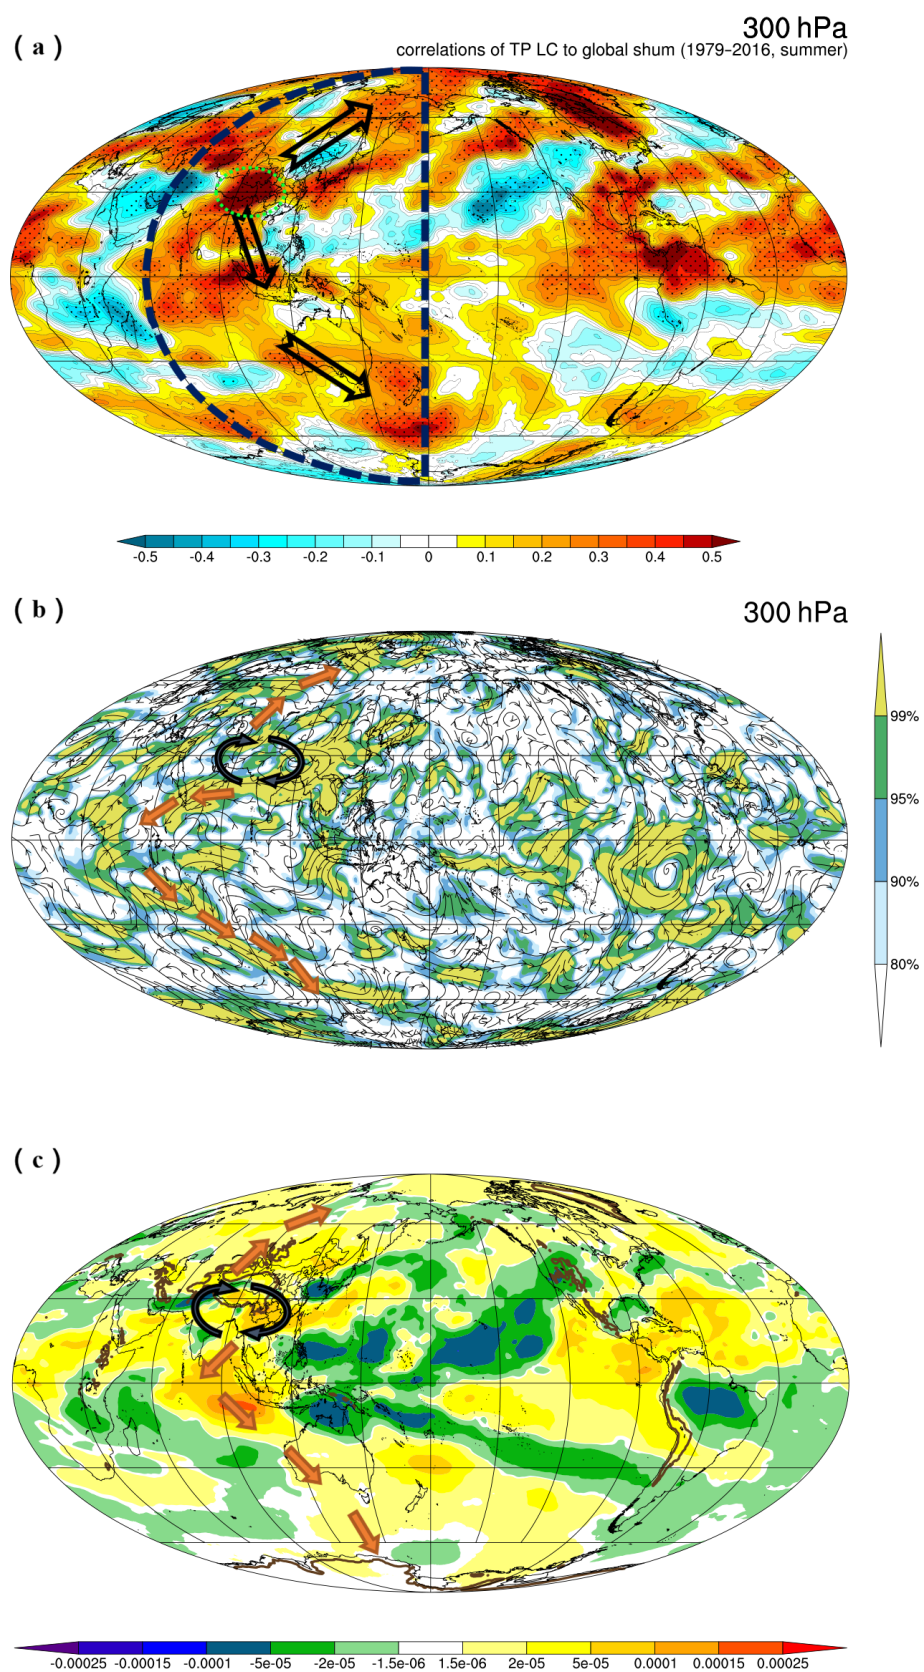 ( a )
300 hPa
correlations of TP LC to global shum (1979-2016, summer)
-0.5 -0.4 -0.3 -0.2 -0.1 0 0.1 0.2 0.3 0.4 0.5
( b )
300 hPa
99%
95%
90%
80%
( c )
-0.00025 -0.00015 -0.0001 -5e-05 -2e-05 -1.5e-06 1.5e-06 2e-05 5e-05 0.0001 0.00015 0.00025